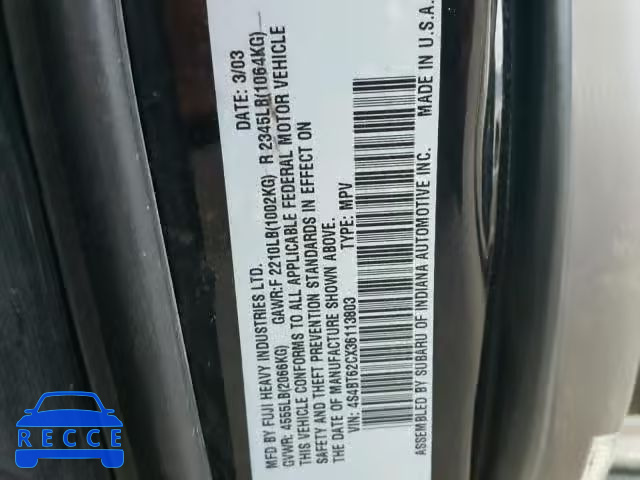 MFD BY FUJI HEAVY INDUSTRIES LTD. DATE: 3/03
GVWR: 4555LB(2066KG) GAWR:F 2210LB(1002KG) R 2345LB(1064KG)
THIS VEHICLE CONFORMS TO ALL APPLICABLE FEDERAL MOTOR VEHICLE
SAFETY AND THEFT PREVENTION STANDARDS IN EFFECT ON
THE DATE OF MANUFACTURE SHOWN ABOVE.
VIN: 4S4BT62CX36113803 TYPE: MPV
ASSEMBLED BY SUBARU OF INDIANA AUTOMOTIVE INC. MADE IN U.S.A.
RECCE